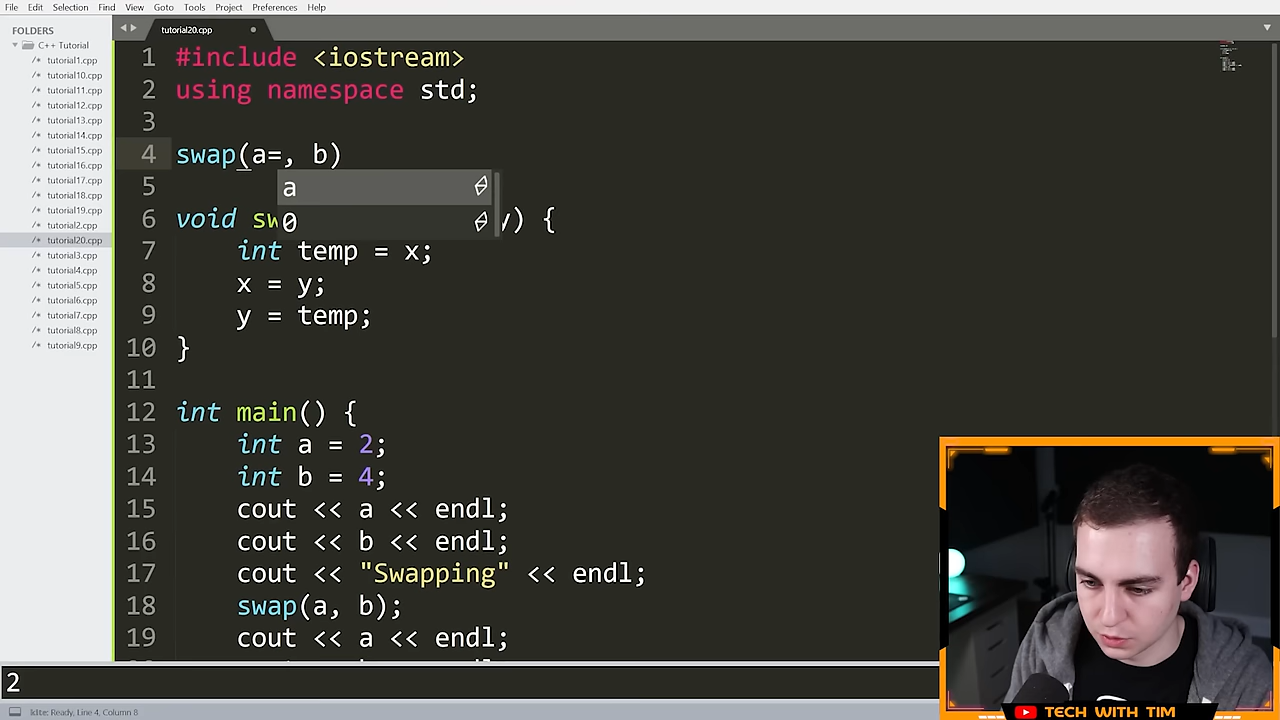 File Edit Selection Find View Goto Tools Project Preferences Help
FOLDERS
C++ Tutorial
tutorial1.cpp
tutorial10.cpp
tutorial11.cpp
tutorial12.cpp
tutorial13.cpp
tutorial14.cpp
tutorial15.cpp
tutorial16.cpp
tutorial17.cpp
tutorial18.cpp
tutorial19.cpp
tutorial2.cpp
tutorial20.cpp
tutorial3.cpp
tutorial4.cpp
tutorial5.cpp
tutorial6.cpp
tutorial7.cpp
tutorial8.cpp
tutorial9.cpp
tutorial20.cpp
1 #include <iostream>
2 using namespace std;
3
4 swap(a=, b)
a
5
0
6 void sw y) {
7 int temp = x;
8 x = y;
9 y = temp;
10 }
11
12 int main() {
13 int a = 2;
14 int b = 4;
15 cout << a << endl;
16 cout << b << endl;
17 cout << "Swapping" << endl;
18 swap(a, b);
19 cout << a << endl;
2
Ready, Line 4, Column 8
TECH WITH TIM